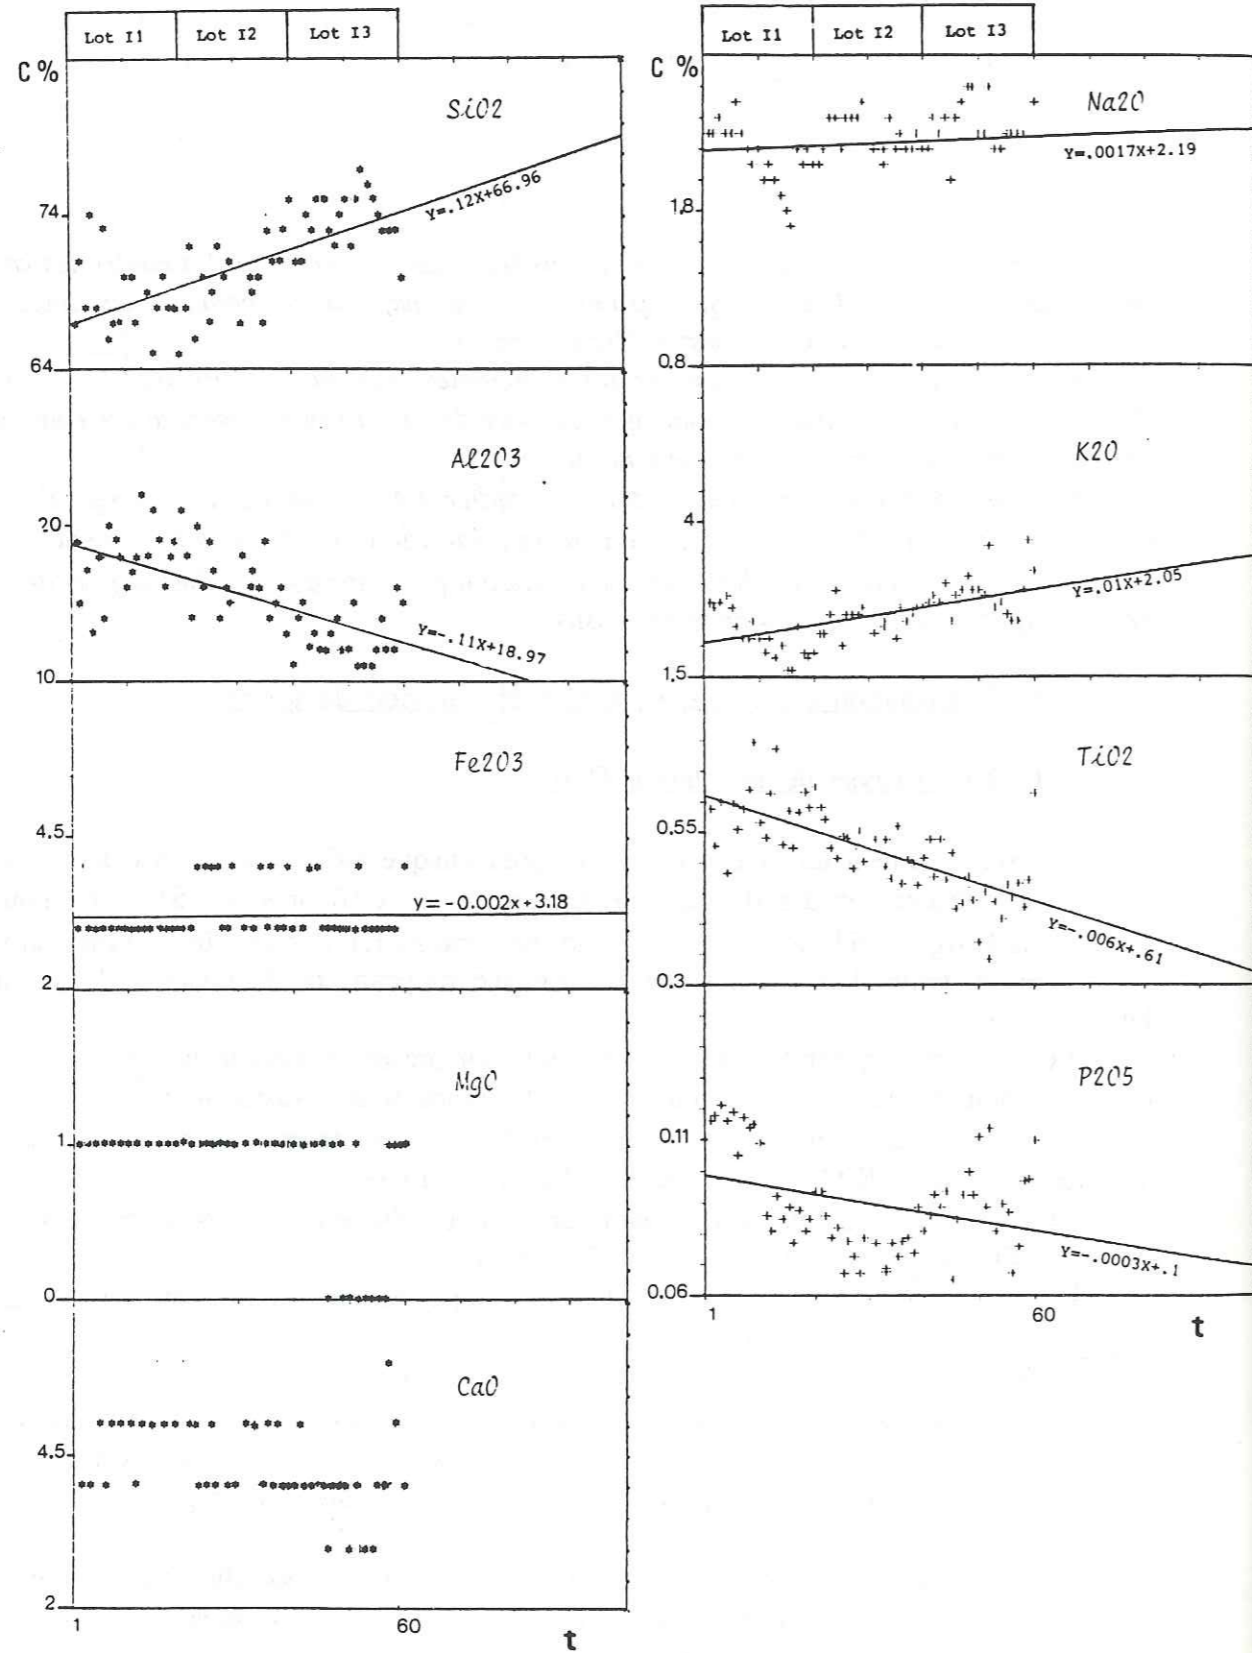 Lot I1 Lot I2 Lot I3
C %
SiO2
74
Y=.12X+66.96
64
Al2O3
20
Y=-.11X+18.97
10
Fe2O3
4.5
y=-0.002x+3.18
2
MgO
1
0
CaO
4.5
2
1 60 t
Lot I1 Lot I2 Lot I3
C %
Na2O
Y=.0017X+2.19
1.8
0.8
K2O
4
Y=.01X+2.05
1.5
TiO2
0.55
Y=-.006X+.61
0.3
P2O5
0.11
Y=-.0003X+.1
0.06
1 60 t